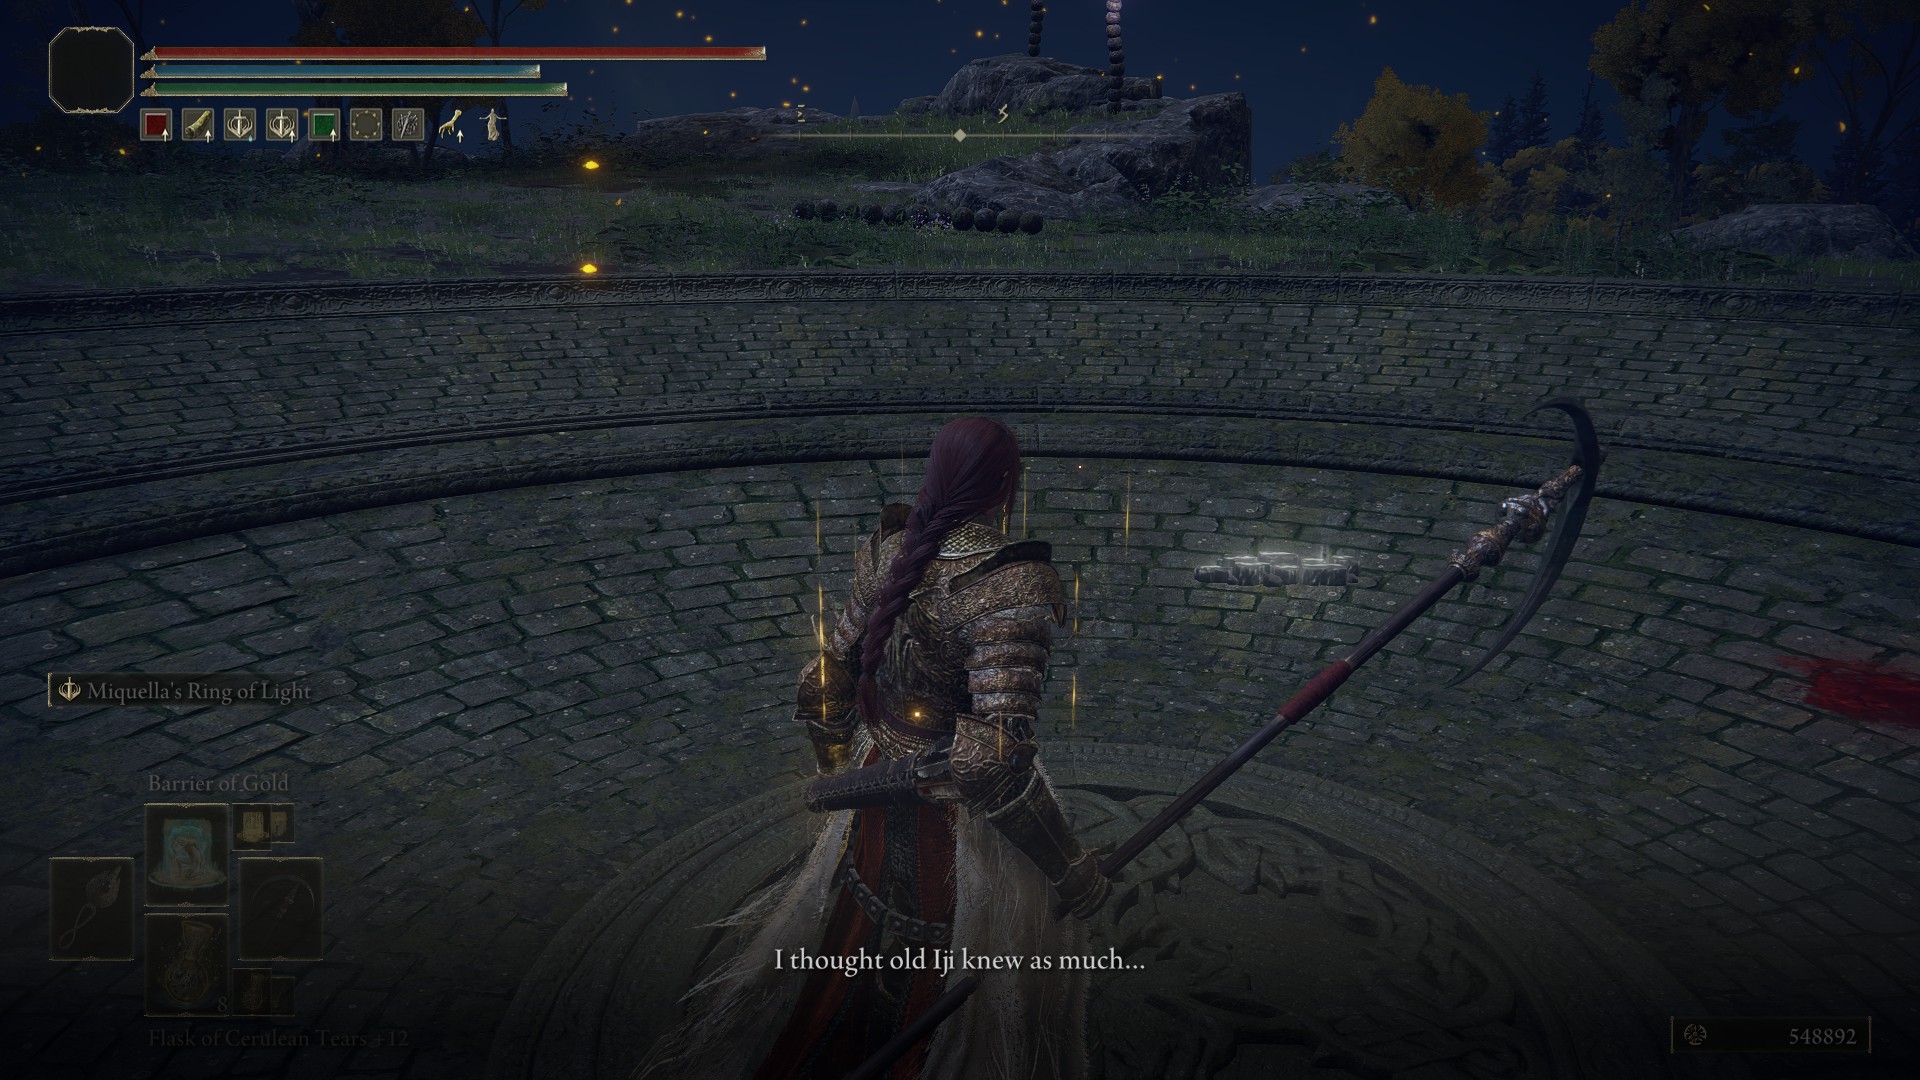 E
S
Miquella's Ring of Light
Barrier of Gold
8
Flask of Cerulean Tears +12
I thought old Iji knew as much...
548892